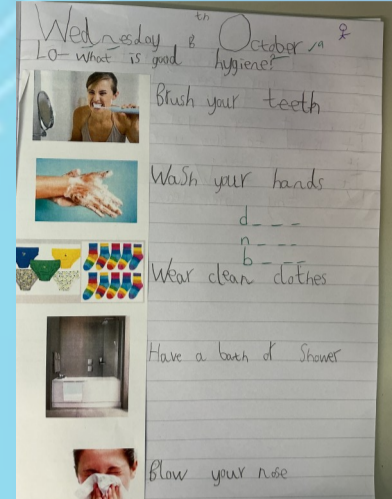 Wednesday 8th October
LO- What is good hygiene?
Brush your teeth
Wash your hands
d_ _ _
n_ _ _
b_ _ _
Wear clean clothes
Have a bath or Shower
Blow your nose